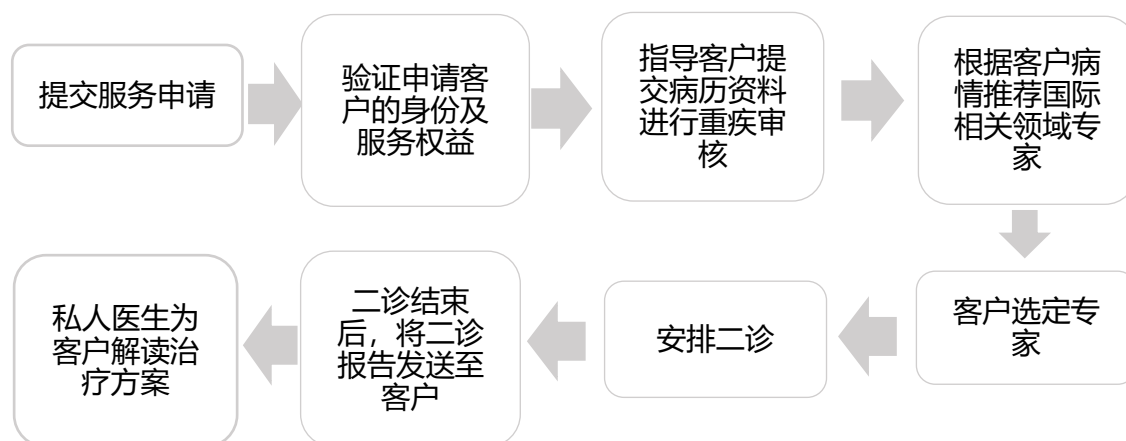 提交服务申请
验证申请客
户的身份及
服务权益
指导客户提
交病历资料
进行重疾审
核
根据客户病
情推荐国际
相关领域专
家
客户选定专
家
安排二诊
二诊结束
后，将二诊
报告发送至
客户
私人医生为
客户解读治
疗方案